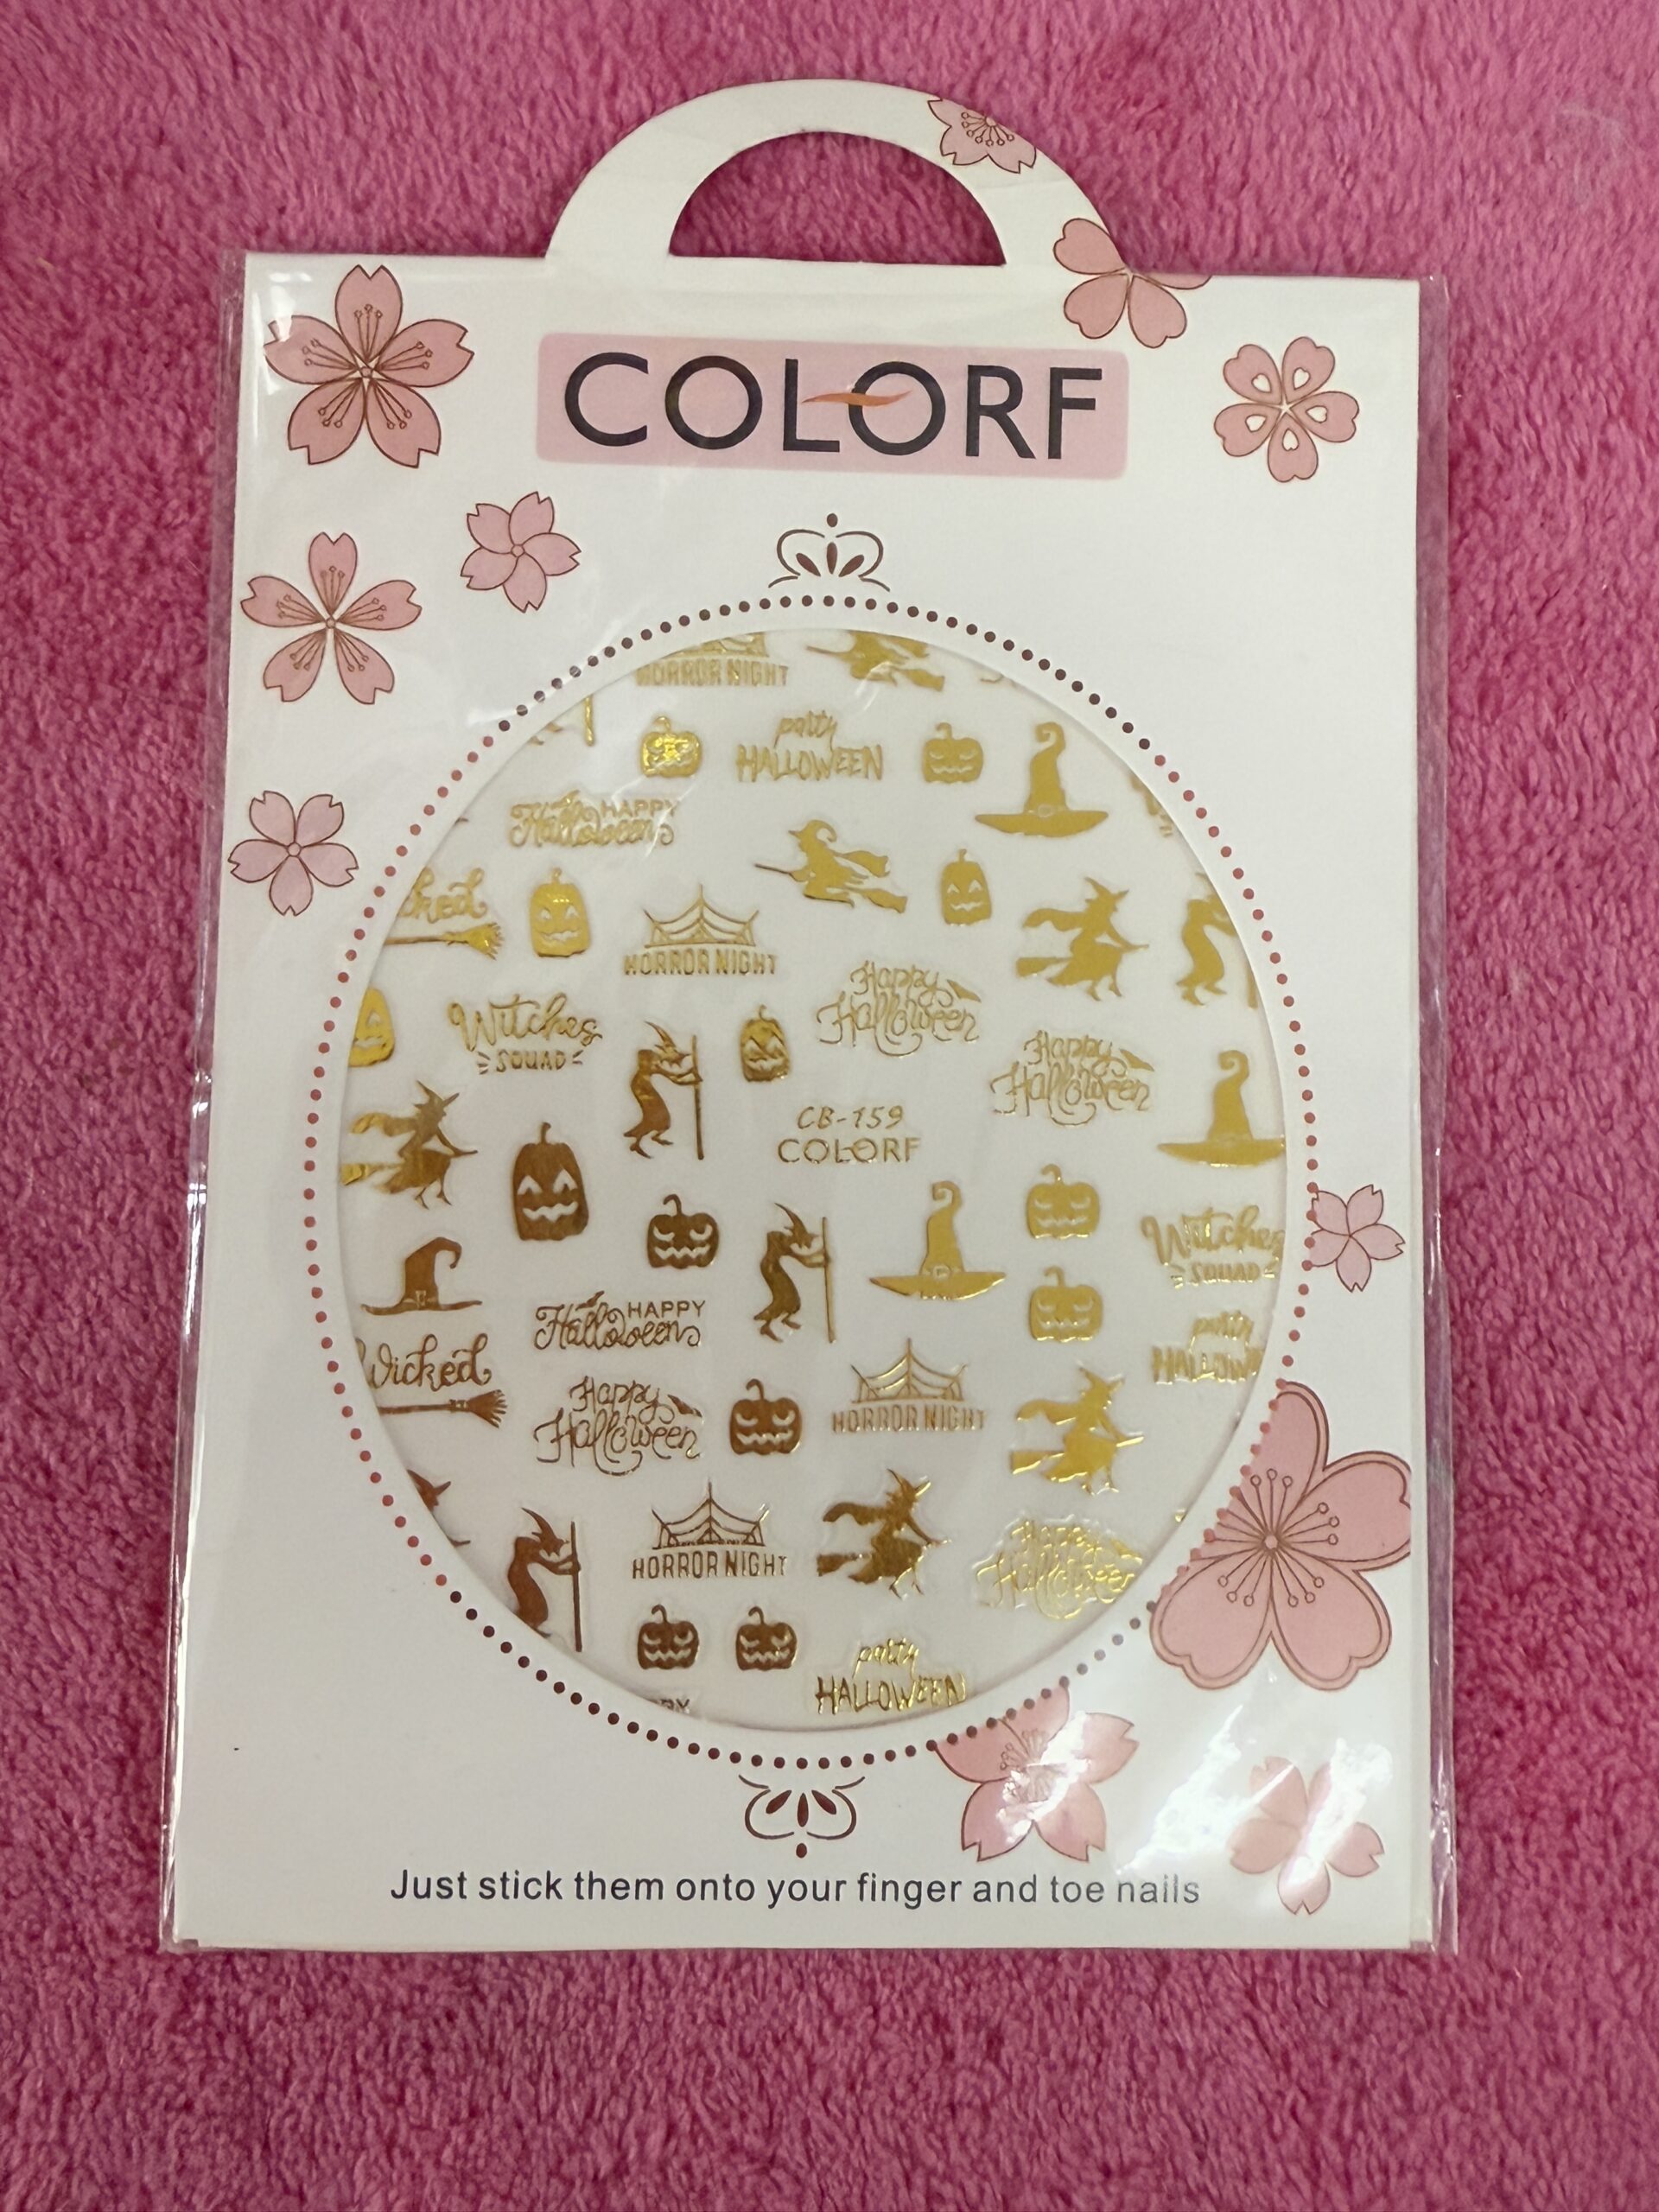 COLORF
HORROR NIGHT
party
HALLOWEEN
HAPPY
Halloween
Wicked
HORROR NIGHT
Happy
Halloween
Witches
SQUAD
Happy
Halloween
CB-159
COLORF
Witches
SQUAD
HAPPY
Halloween
party
Wicked
Happy
Halloween
HORROR NIGHT
HORROR NIGHT
Happy
Halloween
party
HALLOWEEN
Just stick them onto your finger and toe nails